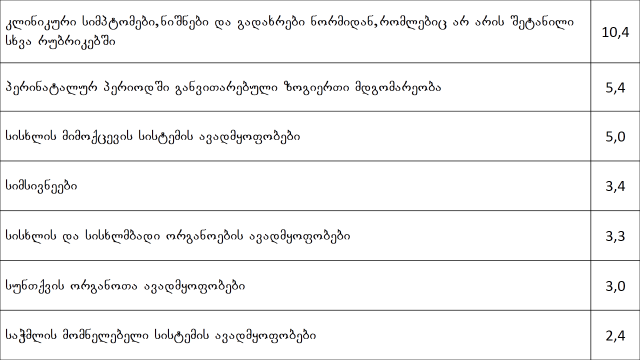 კლინიკური სიმპტომები,ნიშნები და გადახრები ნორმიდან,რომლებიც არ არის შეტანილი
სხვა რუბრიკებში
10,4
პერინატალურ პერიოდში განვითარებული ზოგიერთი მდგომარეობა
5,4
სისხლის მიმოქცევის სისტემის ავადმყოფობები
5,0
სიმსივნეები
3,4
სისხლის და სისხლმბადი ორგანოების ავადმყოფობები
3,3
სუნთქვის ორგანოთა ავადმყოფობები
3,0
საჭმლის მომნელებელი სისტემის ავადმყოფობები
2,4